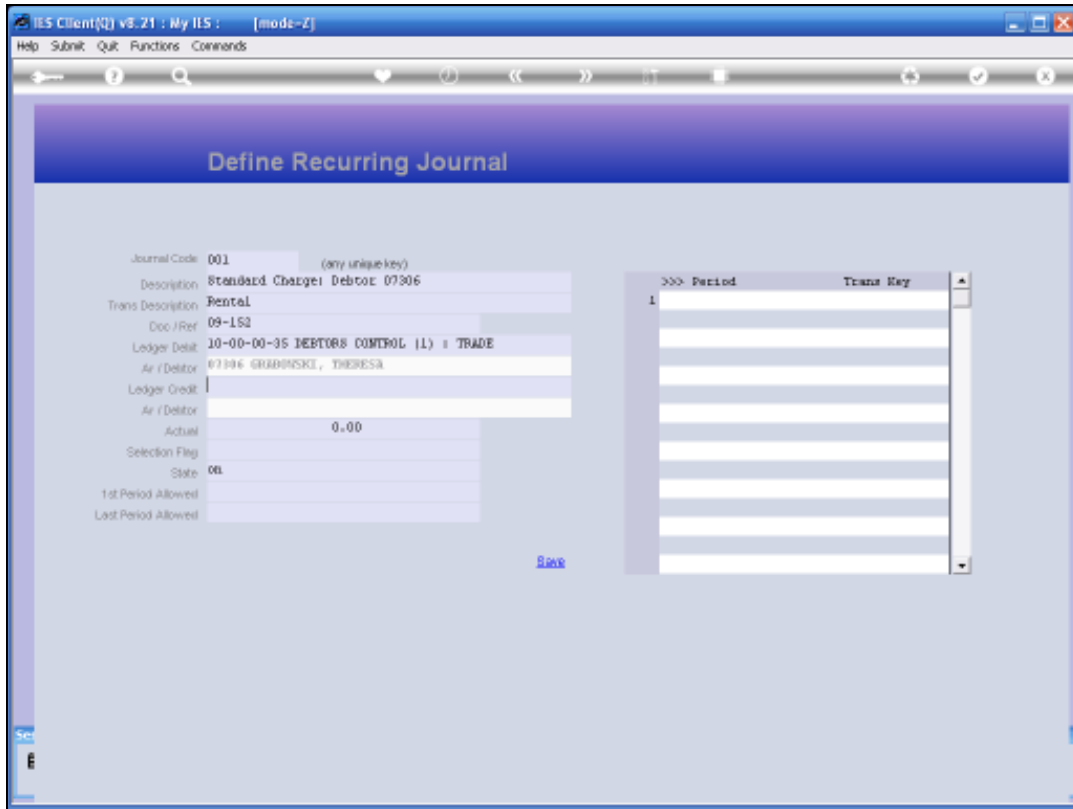 IES Client(Q) v8.21 : My IES : [mode-Z]
Help Submit Quit Functions Commands
Define Recurring Journal
Journal Code 001 (any unique key)
Description Standard Charge: Debtor 07306
Trans Description Rental
Doc / Ref 09-152
Ledger Debit 10-00-00-35 DEBTORS CONTROL (1) : TRADE
Ar / Debtor 07306 GRABOWSKI, THERESA
Ledger Credit
Ar / Debtor
Actual 0.00
Selection Flag
State on
1st Period Allowed
Last Period Allowed
Save
>>> Period Trans Key
1